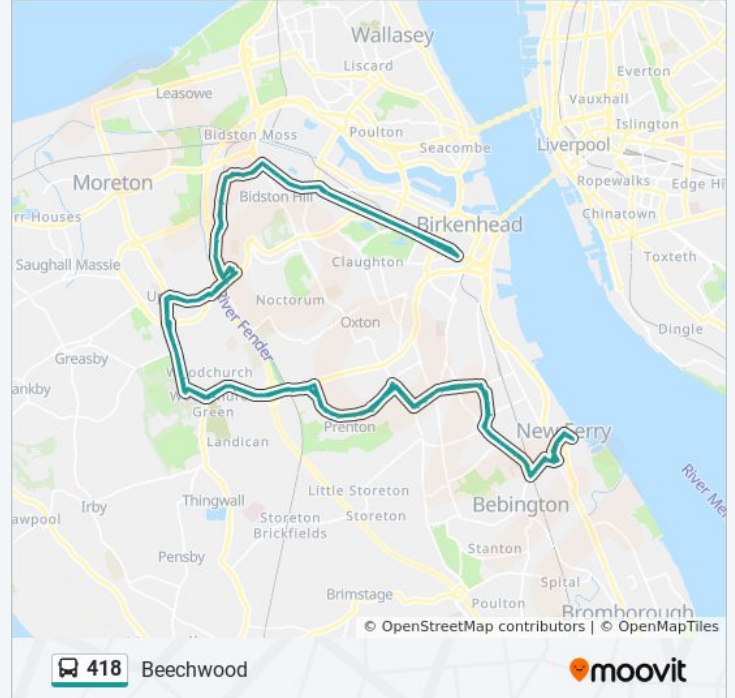 Wallasey
Liscard
Everton
Leasowe
Vauxhall
Islington
Bidston Moss
Poulton
Seacombe
Liverpool
Moreton
Ropewalks
Edge Hi
Bidston Hill
rr Houses
Birkenhead
Chinatown
Saughall Massie
Claughton
Toxteth
Noctorum
River Fender
Oxton
Dingle
Greasby
Woodchurch
ankby
Green
New Ferry
Prenton
Landican
River Me
Little Storeton
Bebington
Irby
Thingwall
Storeton
Brickfields
Storeton
awpool
Stanton
Pensby
Spital
Brimstage
Poulton
Bromborough
© OpenStreetMap contributors | © OpenMapTiles
418 Beechwood
moovit